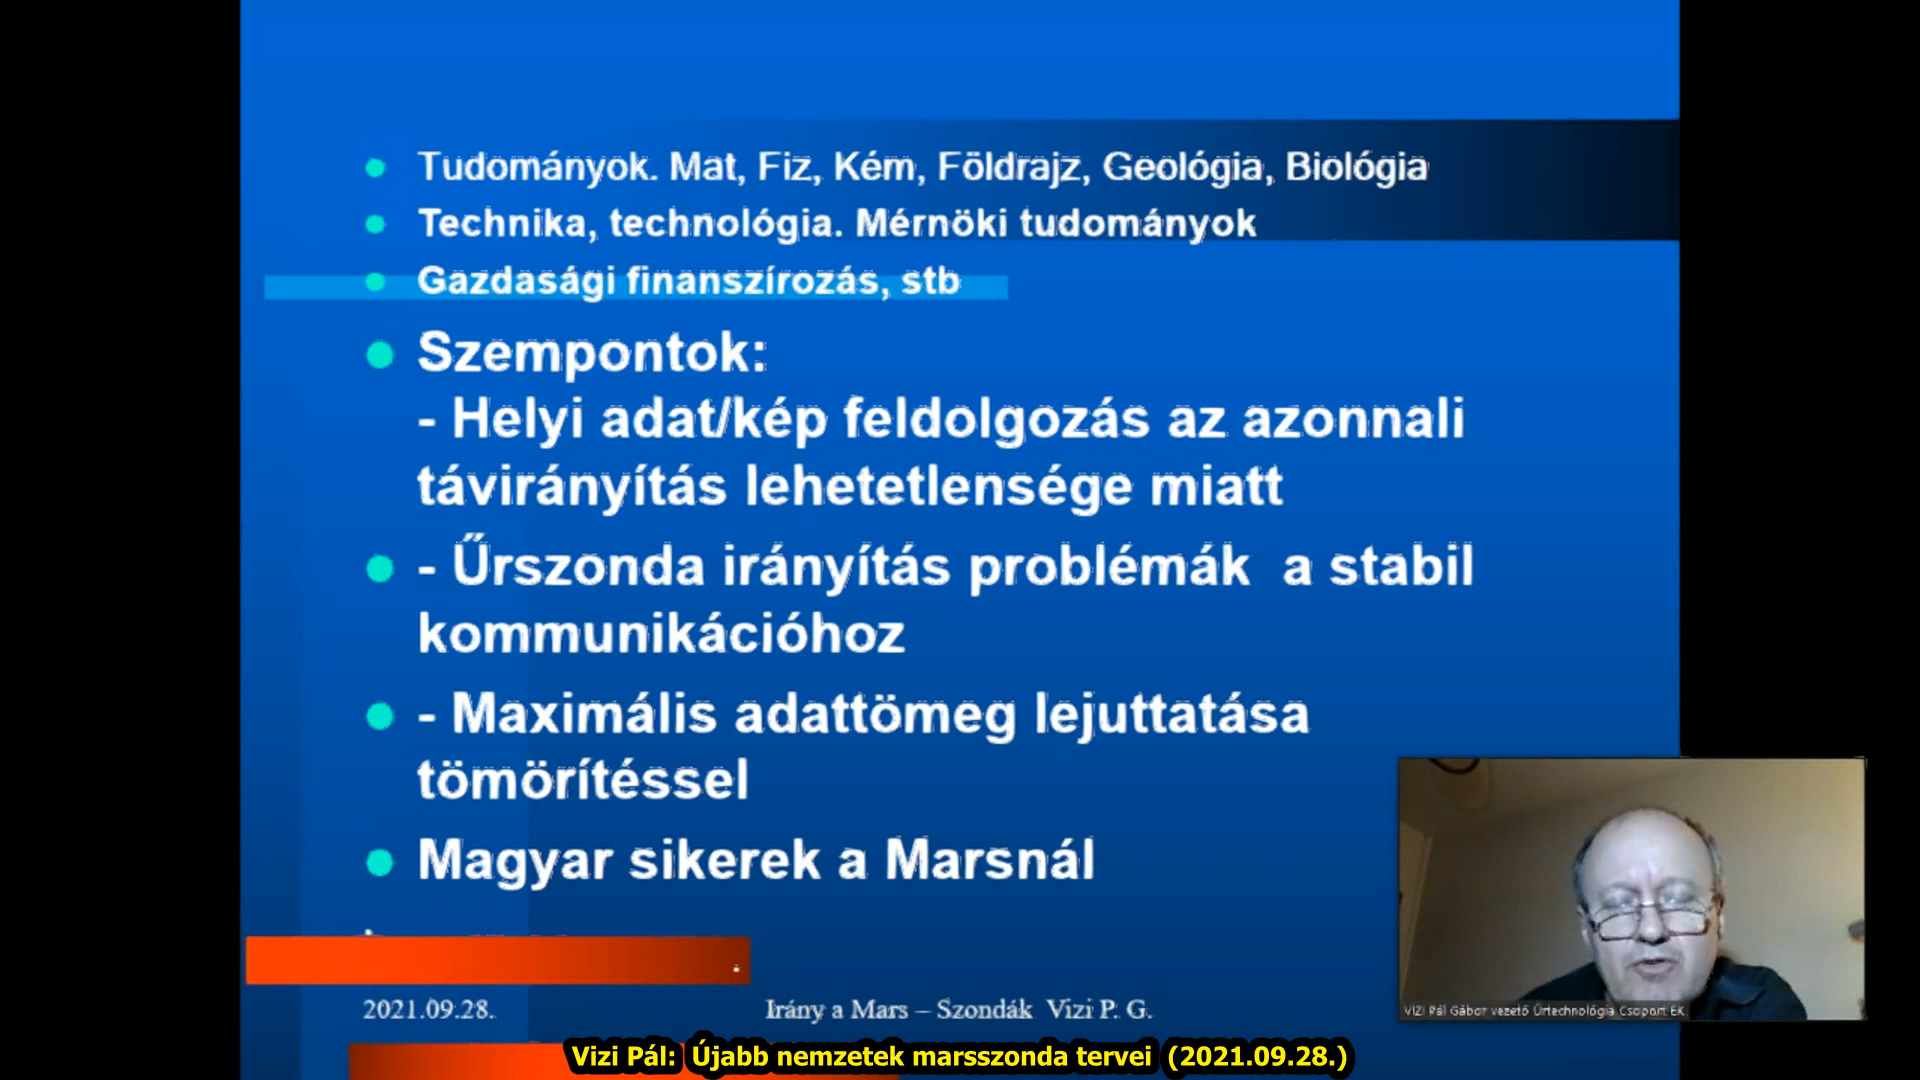 Tudományok. Mat, Fiz, Kém, Földrajz, Geológia, Biológia
Technika, technológia. Mérnöki tudományok
Gazdasági finanszírozás, stb
Szempontok:
- Helyi adat/kép feldolgozás az azonnali
távirányítás lehetetlensége miatt
- Űrszonda irányítás problémák  a stabil
kommunikációhoz
- Maximális adattömeg lejuttatása
tömörítéssel
Magyar sikerek a Marsnál
2021.09.28.
Irány a Mars – Szondák  Vizi P. G.
VIZI Pál Gábor vezető Űrtechnológia Csoport EK
Vizi Pál:  Újabb nemzetek marsszonda tervei  (2021.09.28.)